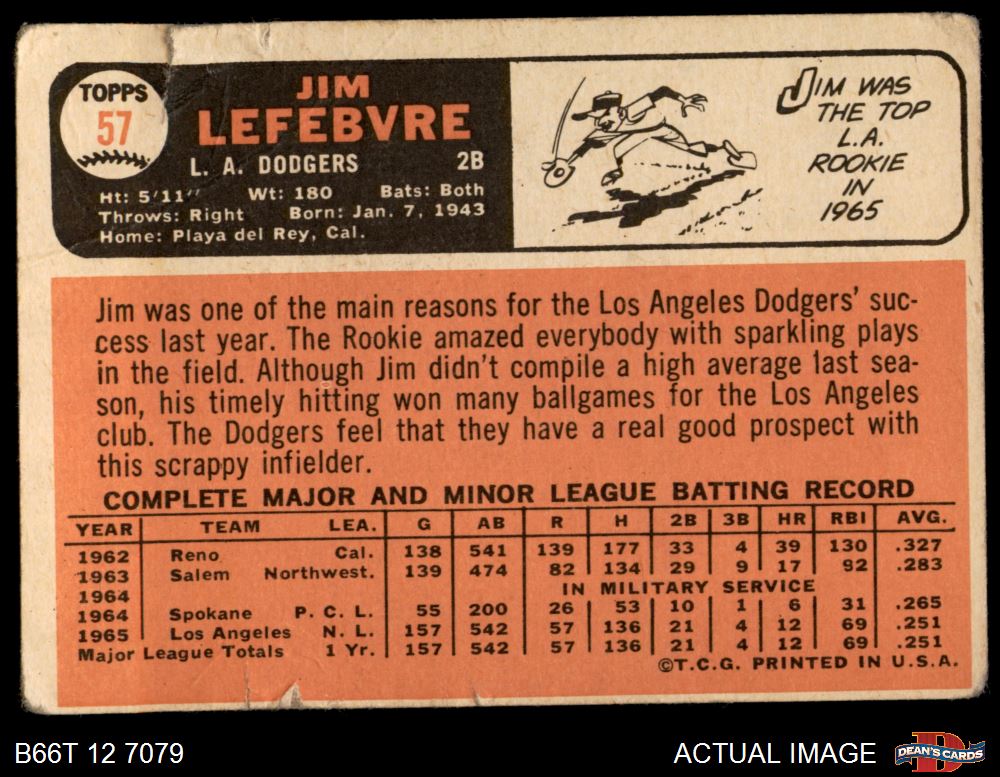 TOPPS
57
JIM
LEFEBVRE
L. A. DODGERS 2B
Ht: 5'11" Wt: 180 Bats: Both
Throws: Right Born: Jan. 7, 1943
Home: Playa del Rey, Cal.
JIM WAS
THE TOP
L.A.
ROOKIE
IN
1965
Jim was one of the main reasons for the Los Angeles Dodgers' suc-
cess last year. The Rookie amazed everybody with sparkling plays
in the field. Although Jim didn't compile a high average last sea-
son, his timely hitting won many ballgames for the Los Angeles
club. The Dodgers feel that they have a real good prospect with
this scrappy infielder.
COMPLETE MAJOR AND MINOR LEAGUE BATTING RECORD
YEAR TEAM LEA. G AB R H 2B 3B HR RBI AVG.
1962 Reno Cal. 138 541 139 177 33 4 39 130 .327
1963 Salem Northwest. 139 474 82 134 29 9 17 92 .283
1964 IN MILITARY SERVICE
1964 Spokane P. C. L. 55 200 26 53 10 1 6 31 .265
1965 Los Angeles N. L. 157 542 57 136 21 4 12 69 .251
Major League Totals 1 Yr. 157 542 57 136 21 4 12 69 .251
©T.C.G. PRINTED IN U.S.A.
B66T 12 7079
ACTUAL IMAGE
DEAN'S CARDS